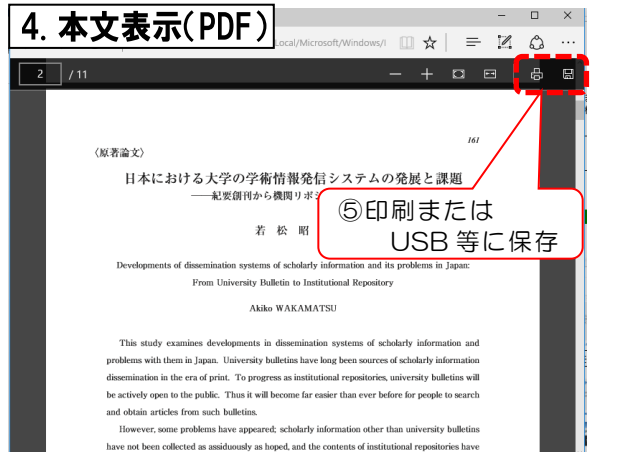 4. 本文表示(PDF)
Local/Microsoft/Windows/I
2 / 11
161
〈原著論文〉
日本における大学の学術情報発信システムの発展と課題
──紀要創刊から機関リポジ
若 松 昭
⑤印刷または
USB 等に保存
Developments of dissemination systems of scholarly information and its problems in Japan:
From University Bulletin to Institutional Repository
Akiko WAKAMATSU
This study examines developments in dissemination systems of scholarly information and
problems with them in Japan. University bulletins have long been sources of scholarly information
dissemination in the era of print. To progress as institutional repositories, university bulletins will
be actively open to the public. Thus it will become far easier than ever before for people to search
and obtain articles from such bulletins.
However, some problems have appeared; scholarly information other than university bulletins
have not been collected as assiduously as hoped, and the contents of institutional repositories have